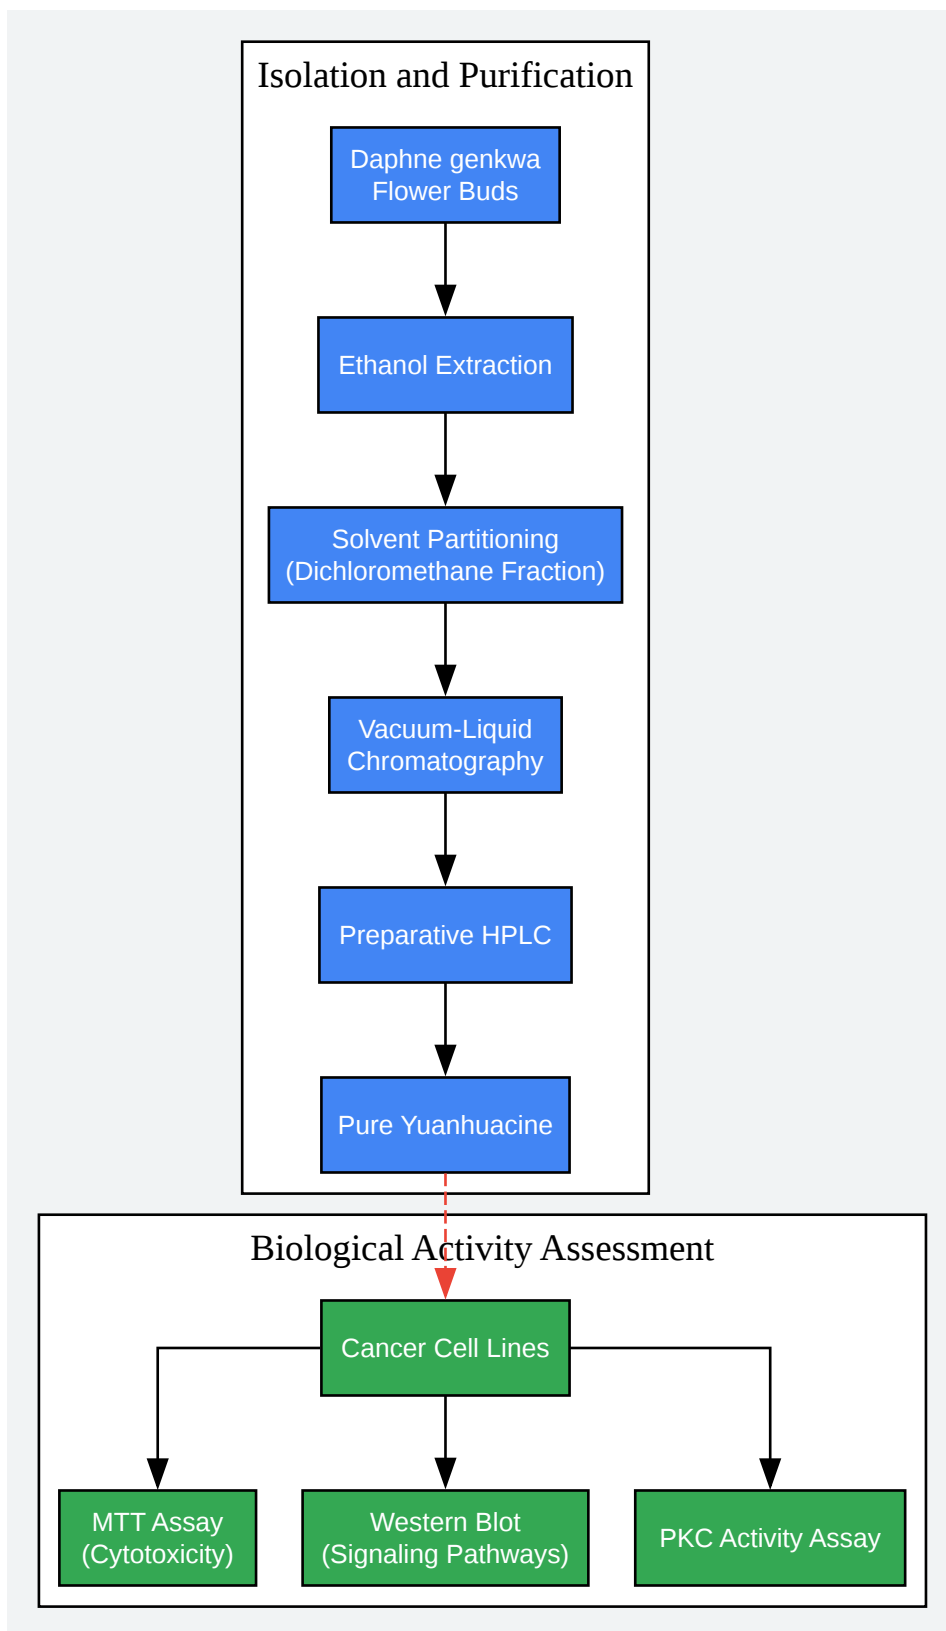 Isolation and Purification
Daphne genkwa
Flower Buds
Ethanol Extraction
Solvent Partitioning
(Dichloromethane Fraction)
Vacuum-Liquid
Chromatography
Preparative HPLC
Pure Yuanhuacine
Biological Activity Assessment
Cancer Cell Lines
MTT Assay
(Cytotoxicity)
Western Blot
(Signaling Pathways)
PKC Activity Assay